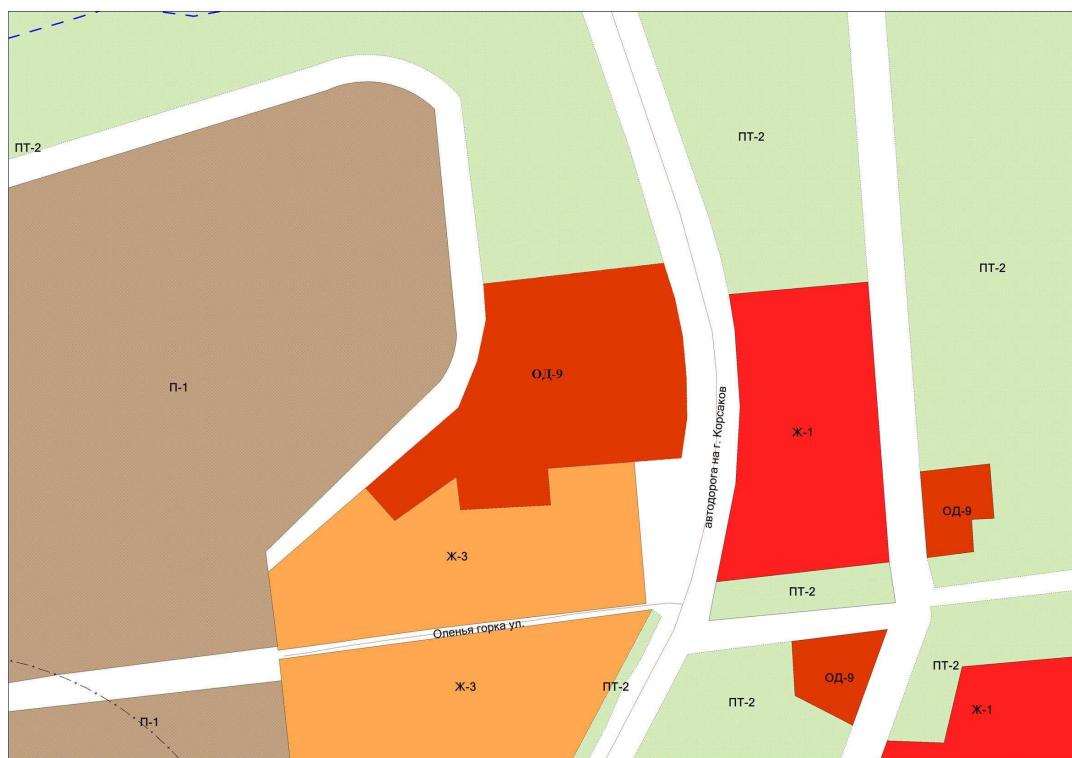 ПТ-2
ПТ-2
ПТ-2
ОД-9
П-1
автодорога на г. Корсаков
Ж-1
ОД-9
Ж-3
ПТ-2
Оленья горка ул.
ПТ-2
ОД-9
Ж-3
ПТ-2
ПТ-2
Ж-1
П-1